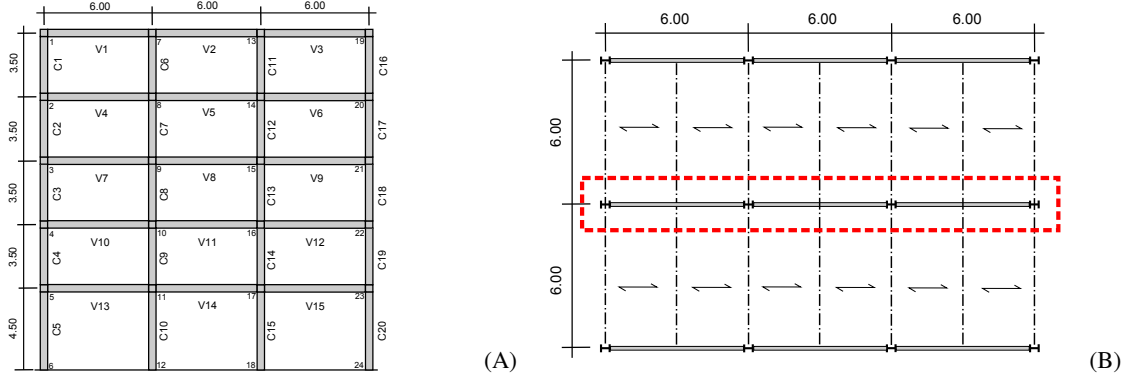 6.00 6.00 6.00
3.50 3.50 3.50 3.50 4.50
1 V1 7 V2 13 V3 19
C1 C6 C11 C16
2 V4 8 V5 14 V6 20
C2 C7 C12 C17
3 V7 9 V8 15 V9 21
C3 C8 C13 C18
4 V10 10 V11 16 V12 22
C4 C9 C14 C19
5 V13 11 V14 17 V15 23
C5 C10 C15 C20
6 12 18 24
(A)
6.00 6.00 6.00
6.00
6.00
(B)